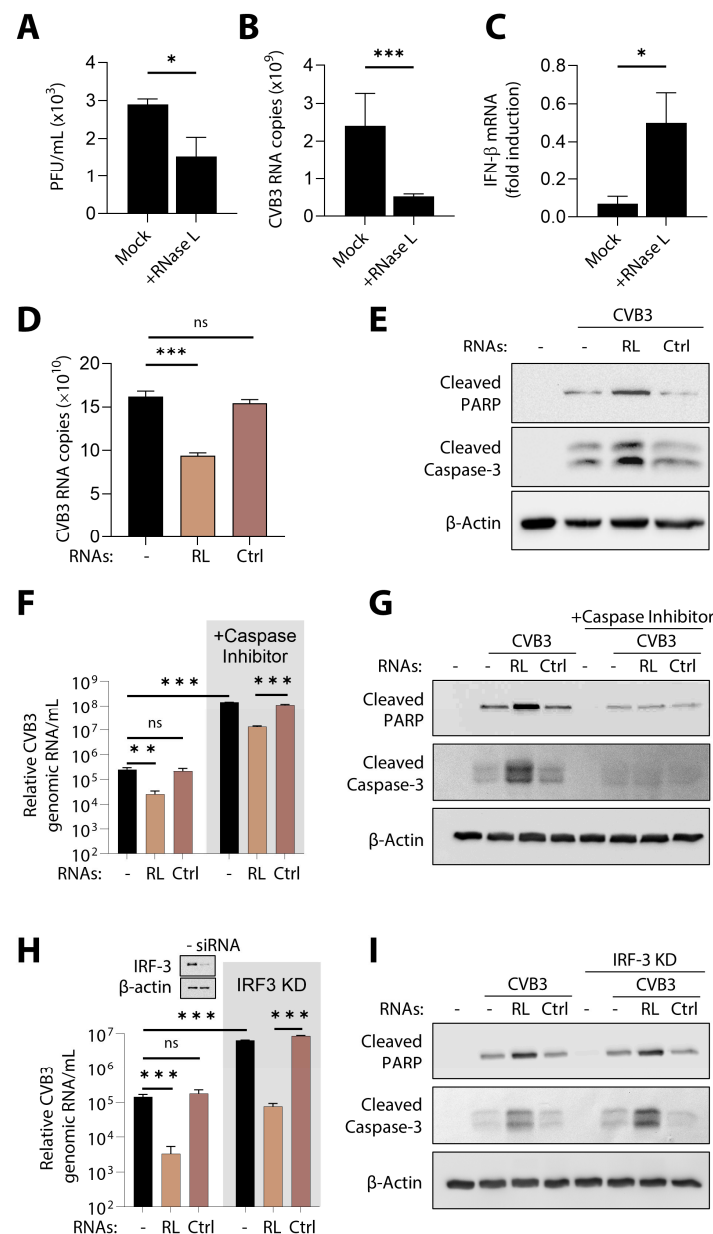 A
PFU/mL (x10³)
4
3
2
1
0
*
Mock
+RNase L
B
CVB3 RNA copies (x10⁹)
4
3
2
1
0
***
Mock
+RNase L
C
IFN-β mRNA
(fold induction)
0.8
0.6
0.4
0.2
0.0
*
Mock
+RNase L
D
CVB3 RNA copies (×10¹⁰)
20
15
10
5
0
ns
***
RNAs: - RL Ctrl
E
CVB3
RNAs: - - RL Ctrl
Cleaved
PARP
Cleaved
Caspase-3
β-Actin
F
+Caspase
Inhibitor
Relative CVB3
genomic RNA/mL
10⁹
10⁸
10⁷
10⁶
10⁵
10⁴
10³
10²
***
***
ns
**
RNAs: - RL Ctrl - RL Ctrl
G
+Caspase Inhibitor
CVB3 CVB3
RNAs: - - RL Ctrl - - RL Ctrl
Cleaved
PARP
Cleaved
Caspase-3
β-Actin
H
- siRNA
IRF-3
β-actin
IRF3 KD
Relative CVB3
genomic RNA/mL
10⁷
10⁶
10⁵
10⁴
10³
10²
***
***
ns
***
RNAs: - RL Ctrl - RL Ctrl
I
IRF-3 KD
CVB3 CVB3
RNAs: - - RL Ctrl - - RL Ctrl
Cleaved
PARP
Cleaved
Caspase-3
β-Actin